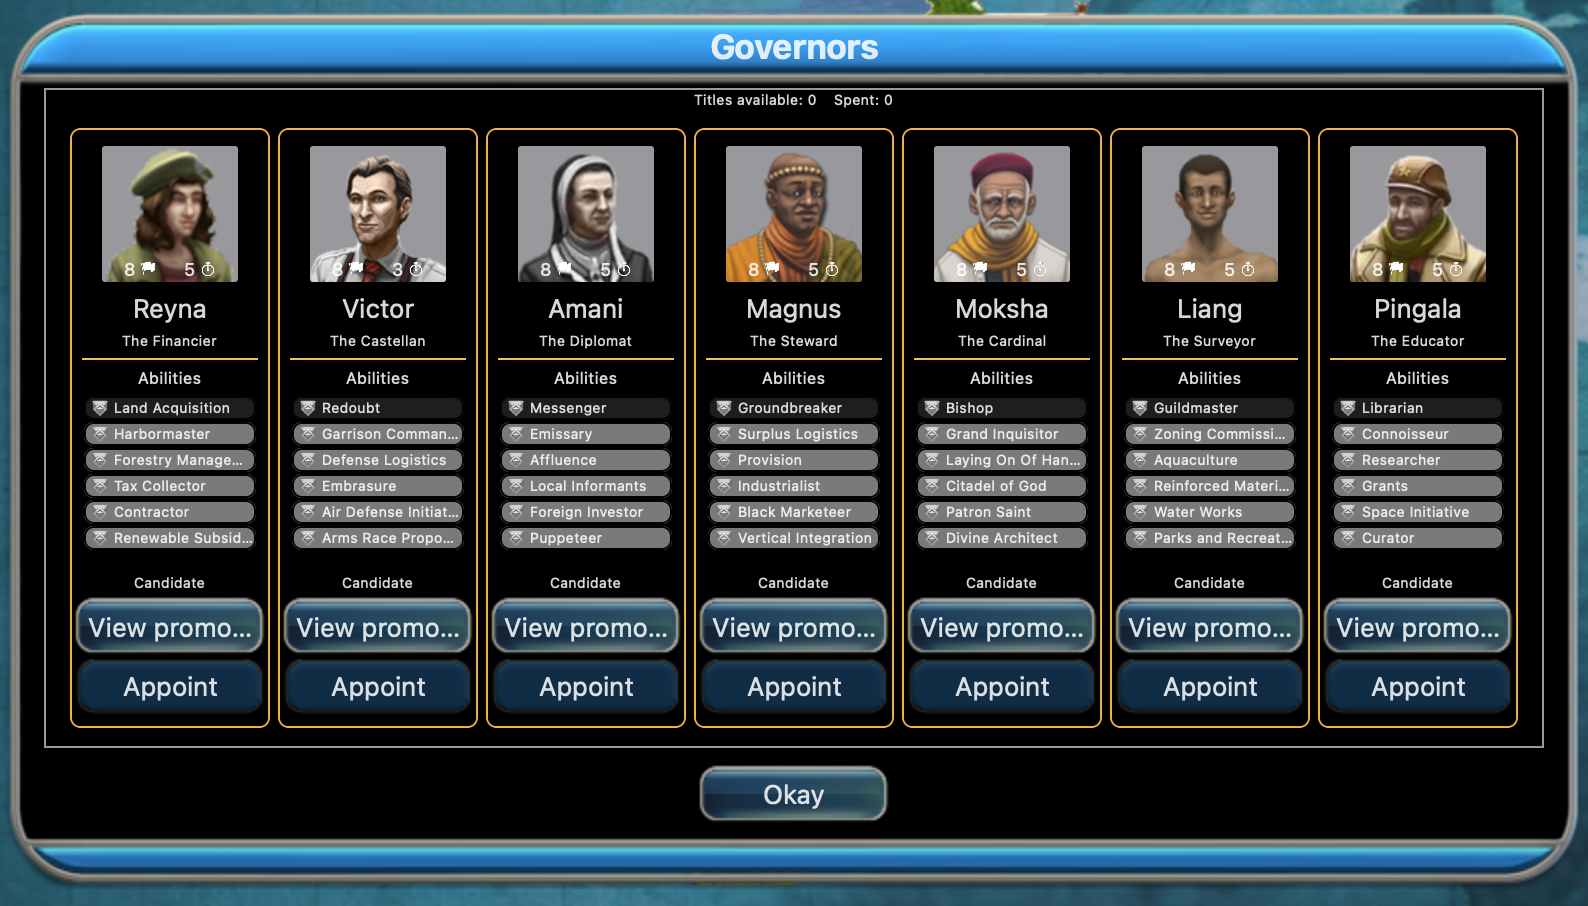 Governors
Titles available: 0 Spent: 0
8 5
Reyna
The Financier
Abilities
Land Acquisition
Harbormaster
Forestry Manage...
Tax Collector
Contractor
Renewable Subsid...
Candidate
View promo...
Appoint
8 3
Victor
The Castellan
Abilities
Redoubt
Garrison Comman...
Defense Logistics
Embrasure
Air Defense Initiat...
Arms Race Propo...
Candidate
View promo...
Appoint
8 5
Amani
The Diplomat
Abilities
Messenger
Emissary
Affluence
Local Informants
Foreign Investor
Puppeteer
Candidate
View promo...
Appoint
8 5
Magnus
The Steward
Abilities
Groundbreaker
Surplus Logistics
Provision
Industrialist
Black Marketeer
Vertical Integration
Candidate
View promo...
Appoint
8 5
Moksha
The Cardinal
Abilities
Bishop
Grand Inquisitor
Laying On Of Han...
Citadel of God
Patron Saint
Divine Architect
Candidate
View promo...
Appoint
8 5
Liang
The Surveyor
Abilities
Guildmaster
Zoning Commissi...
Aquaculture
Reinforced Materi...
Water Works
Parks and Recreat...
Candidate
View promo...
Appoint
8 5
Pingala
The Educator
Abilities
Librarian
Connoisseur
Researcher
Grants
Space Initiative
Curator
Candidate
View promo...
Appoint
Okay